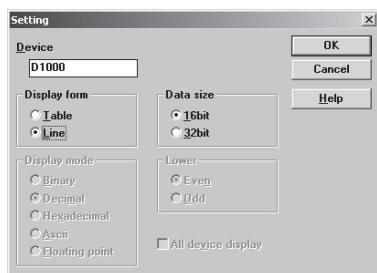 Setting
Device
D1000
OK
Cancel
Help
Display form
Table
Line
Data size
16bit
32bit
Display mode
Binary
Decimal
Hexadecimal
Ascii
Floating point
Lower
Even
Odd
All device display